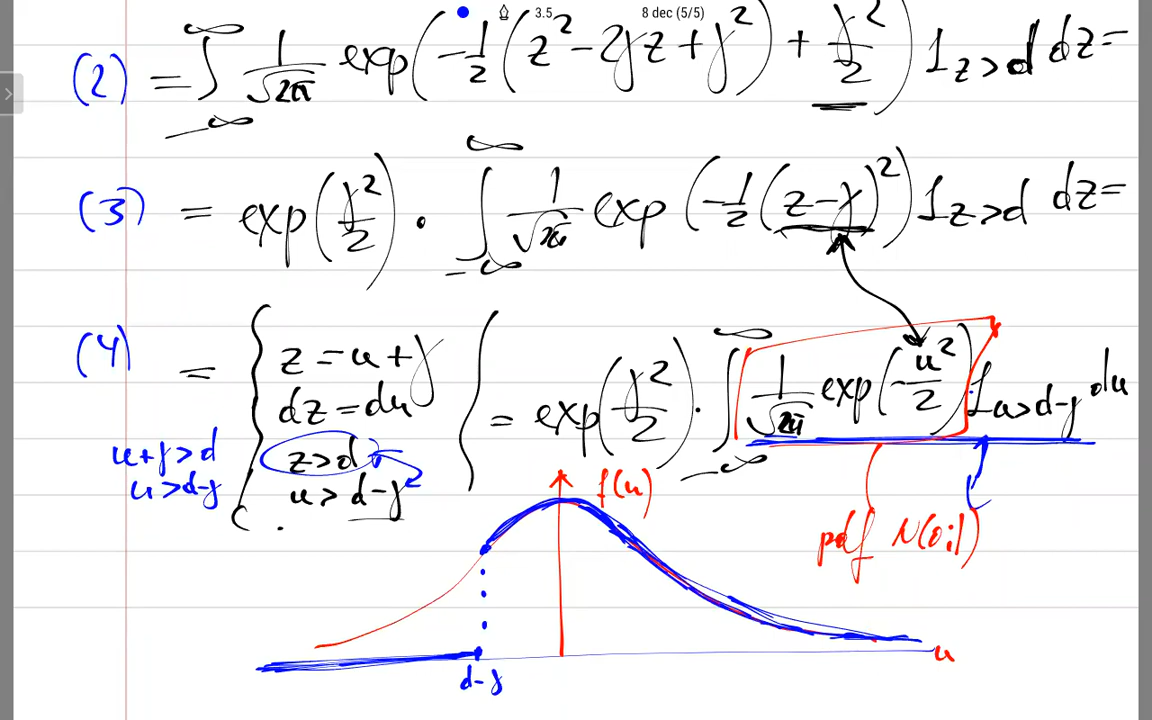 3.5 8 dec (5/5)
(2) = ∫_{-∞}^{∞} 1/√2π exp(-1/2 (z² - 2γz + γ²) + γ²/2) 1_{z>d} dz =
(3) = exp(γ²/2) · ∫_{-∞}^{∞} 1/√2π exp(-1/2 (z-γ)²) 1_{z>d} dz =
(4) = { z = u + γ
dz = du
z > d
u > d-γ { = exp(γ²/2) · ∫_{-∞}^{∞} 1/√2π exp(-u²/2) 1_{u>d-γ} du
u+γ>d
u>d-γ
f(u)
pdf N(0;1)
u
d-γ